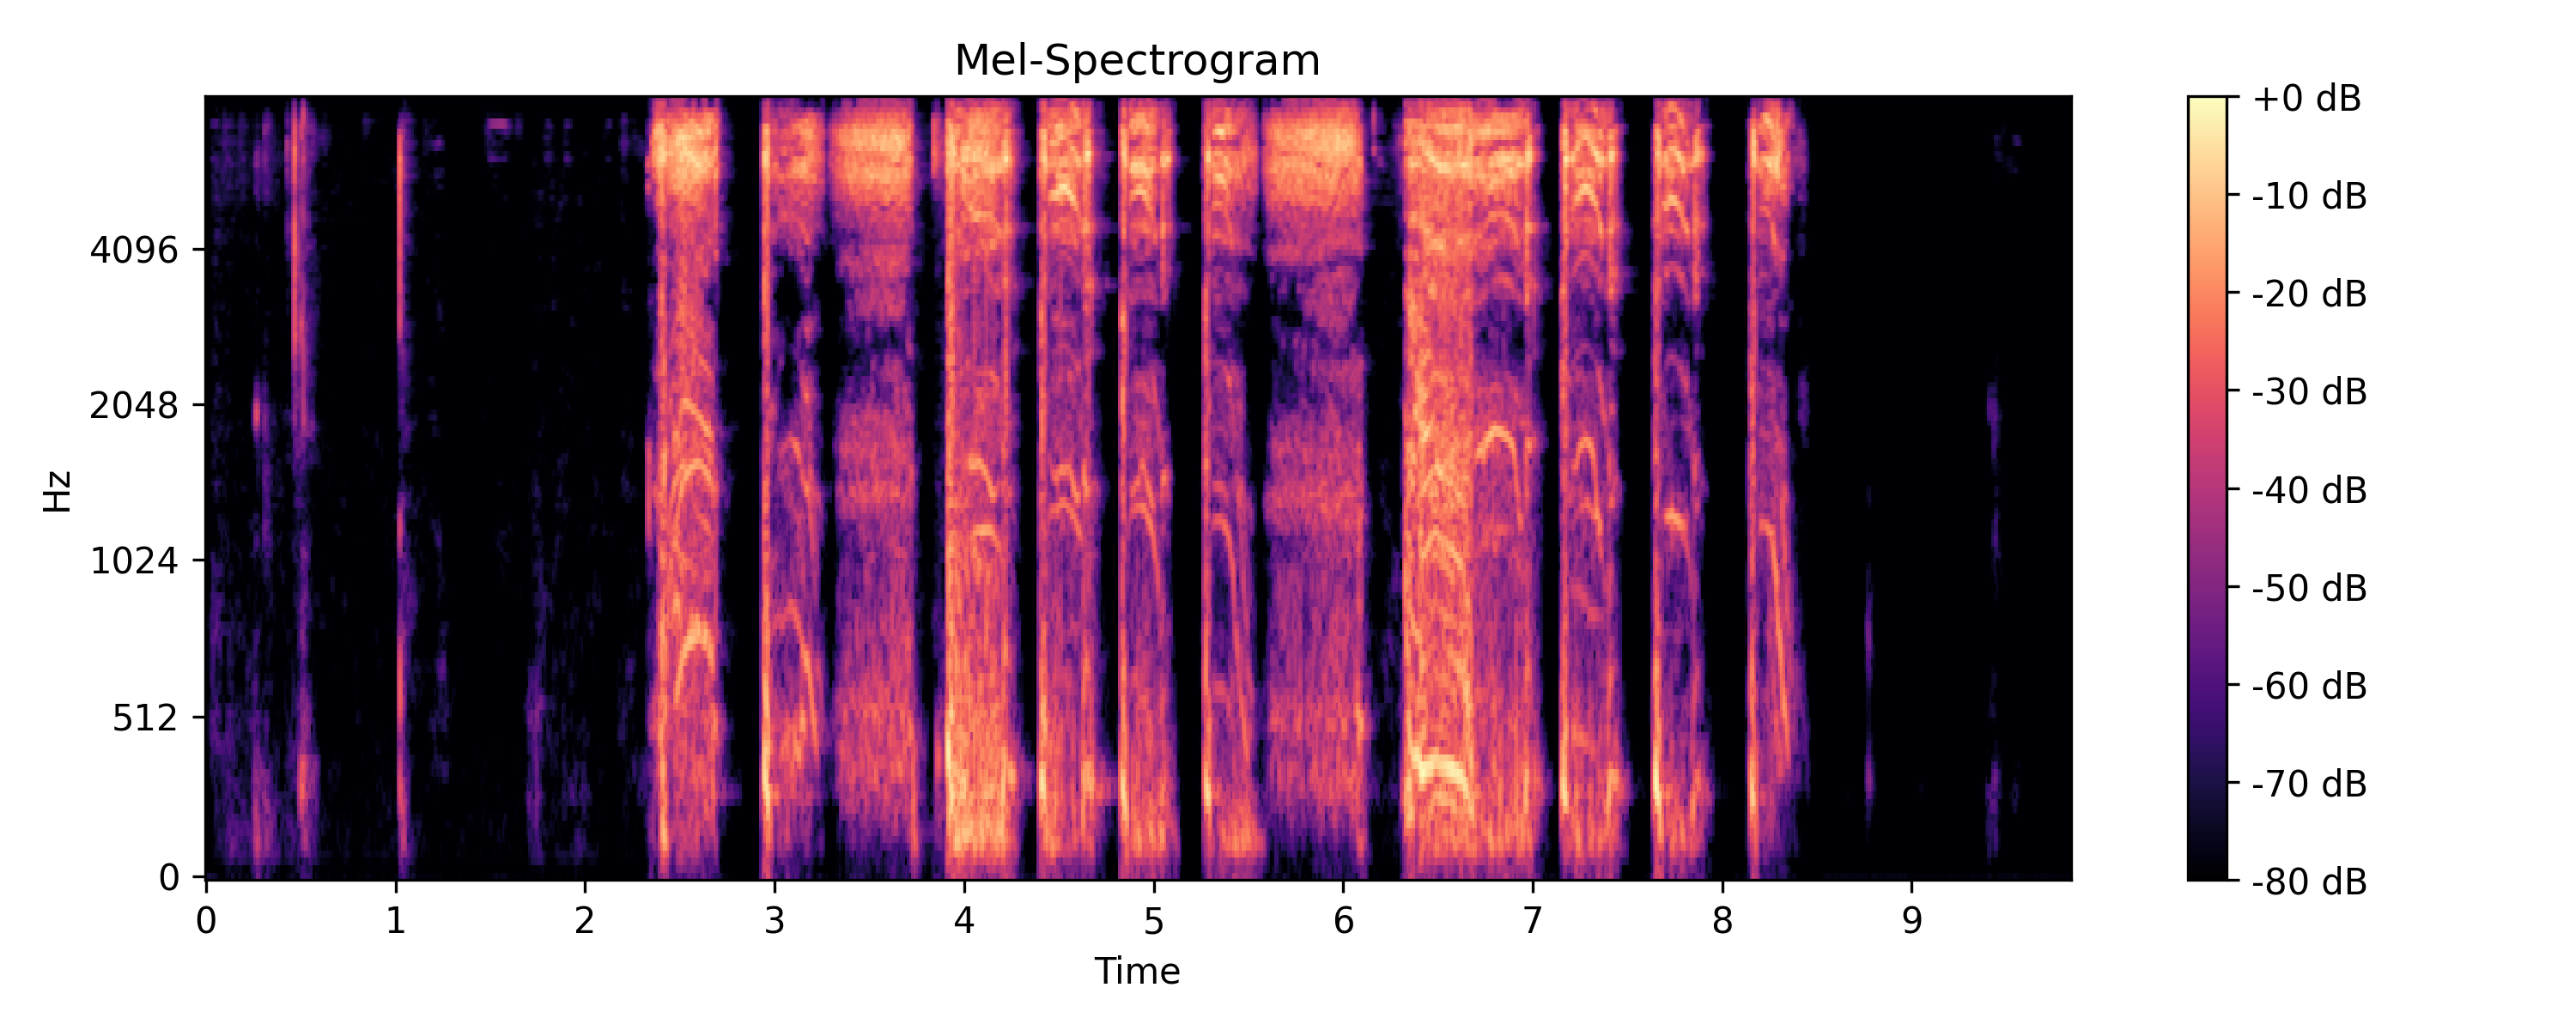 Mel-Spectrogram
+0 dB
-10 dB
-20 dB
-30 dB
-40 dB
-50 dB
-60 dB
-70 dB
-80 dB
4096
2048
1024
512
0
Hz
0 1 2 3 4 5 6 7 8 9
Time